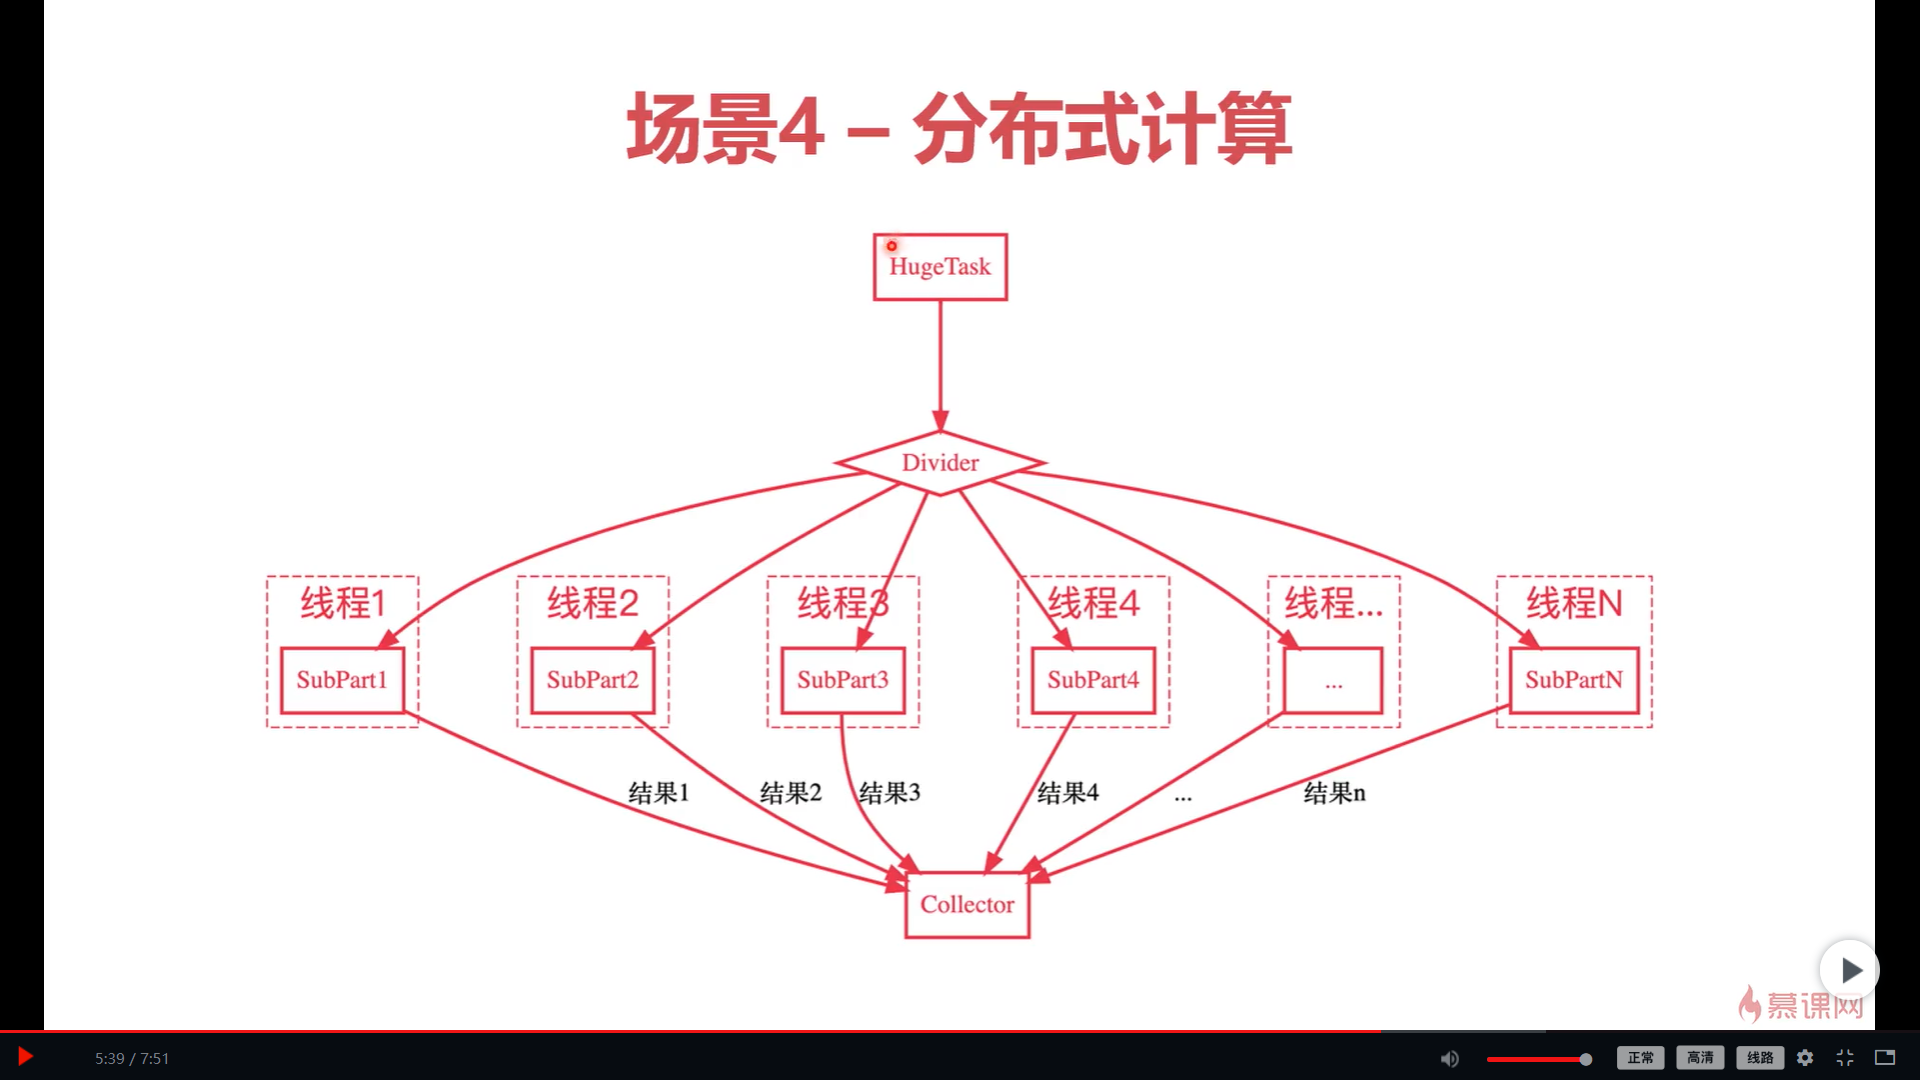 场景4 – 分布式计算
HugeTask
Divider
线程1
线程2
线程3
线程4
线程...
线程N
SubPart1
SubPart2
SubPart3
SubPart4
...
SubPartN
结果1
结果2
结果3
结果4
...
结果n
Collector
慕课网
5:39 / 7:51
正常
高清
线路